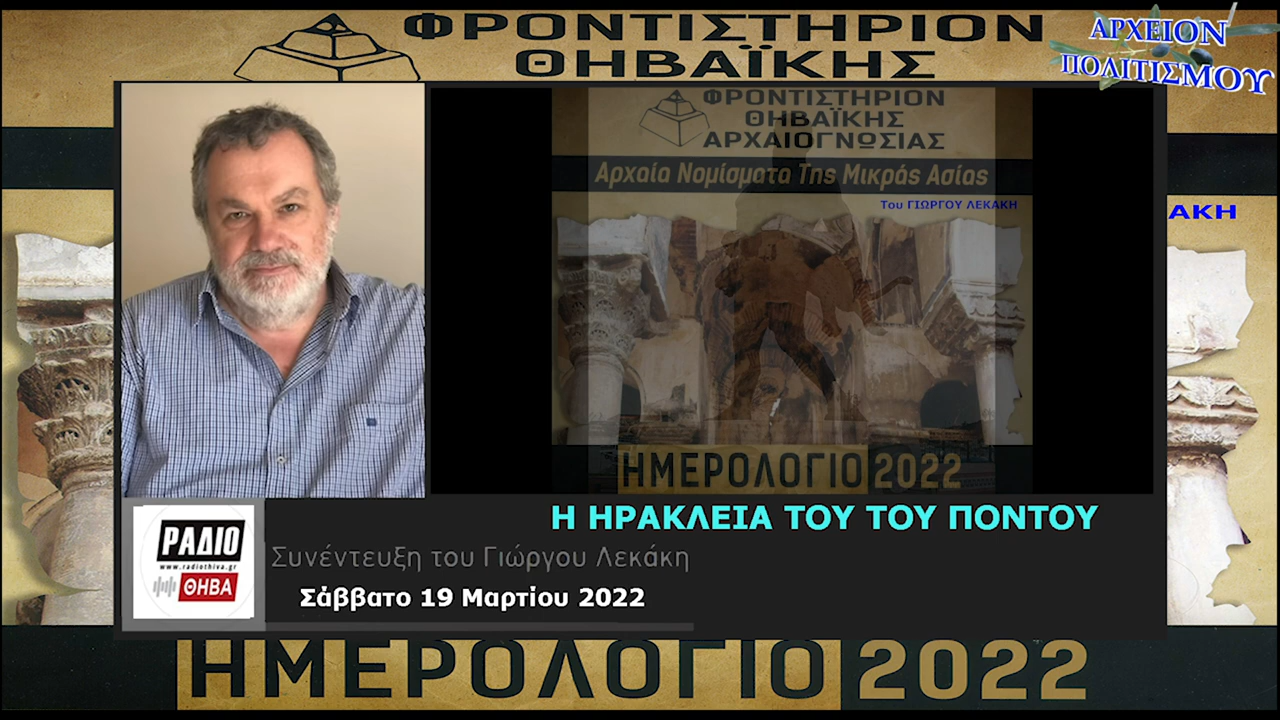 ΦΡΟΝΤΙΣΤΗΡΙΟΝ
ΘΗΒΑΪΚΗΣ
ΑΡΧΕΙΟΝ
ΠΟΛΙΤΙΣΜΟΥ
ΦΡΟΝΤΙΣΤΗΡΙΟΝ
ΘΗΒΑΪΚΗΣ
ΑΡΧΑΙΟΓΝΩΣΙΑΣ
Αρχαία Νομίσματα Της Μικράς Ασίας
Του ΓΙΩΡΓΟΥ ΛΕΚΑΚΗ
ΑΚΗ
ΗΜΕΡΟΛΟΓΙΟ 2022
Η ΗΡΑΚΛΕΙΑ ΤΟΥ ΤΟΥ ΠΟΝΤΟΥ
ΡΑΔΙΟ
www.radiothiva.gr
ΘΗΒΑ
Συνέντευξη του Γιώργου Λεκάκη
Σάββατο 19 Μαρτίου 2022
ΗΜΕΡΟΛΟΓΙΟ 2022